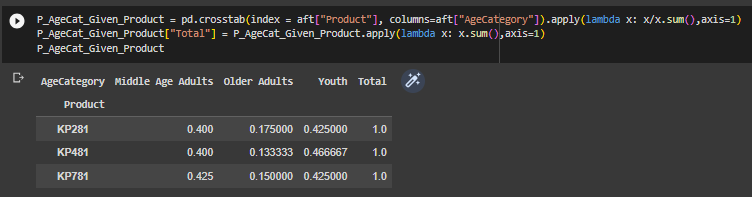 P_AgeCat_Given_Product = pd.crosstab(index = aft["Product"], columns=aft["AgeCategory"]).apply(lambda x: x/x.sum(),axis=1)
P_AgeCat_Given_Product["Total"] = P_AgeCat_Given_Product.apply(lambda x: x.sum(),axis=1)
P_AgeCat_Given_Product
AgeCategory Middle Age Adults Older Adults Youth Total
Product
KP281 0.400 0.175000 0.425000 1.0
KP481 0.400 0.133333 0.466667 1.0
KP781 0.425 0.150000 0.425000 1.0